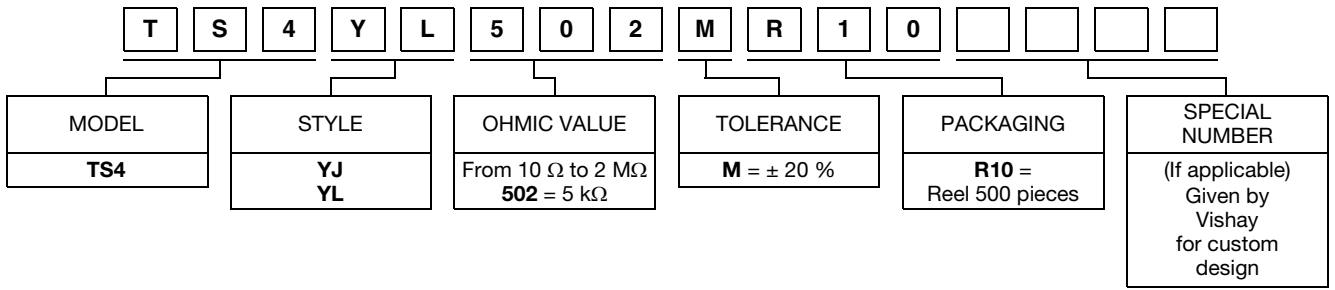 T S 4 Y L 5 0 2 M R 1 0
MODEL
TS4
STYLE
YJ
YL
OHMIC VALUE
From 10 Ω to 2 MΩ
502 = 5 kΩ
TOLERANCE
M = ± 20 %
PACKAGING
R10 =
Reel 500 pieces
SPECIAL
NUMBER
(If applicable)
Given by
Vishay
for custom
design